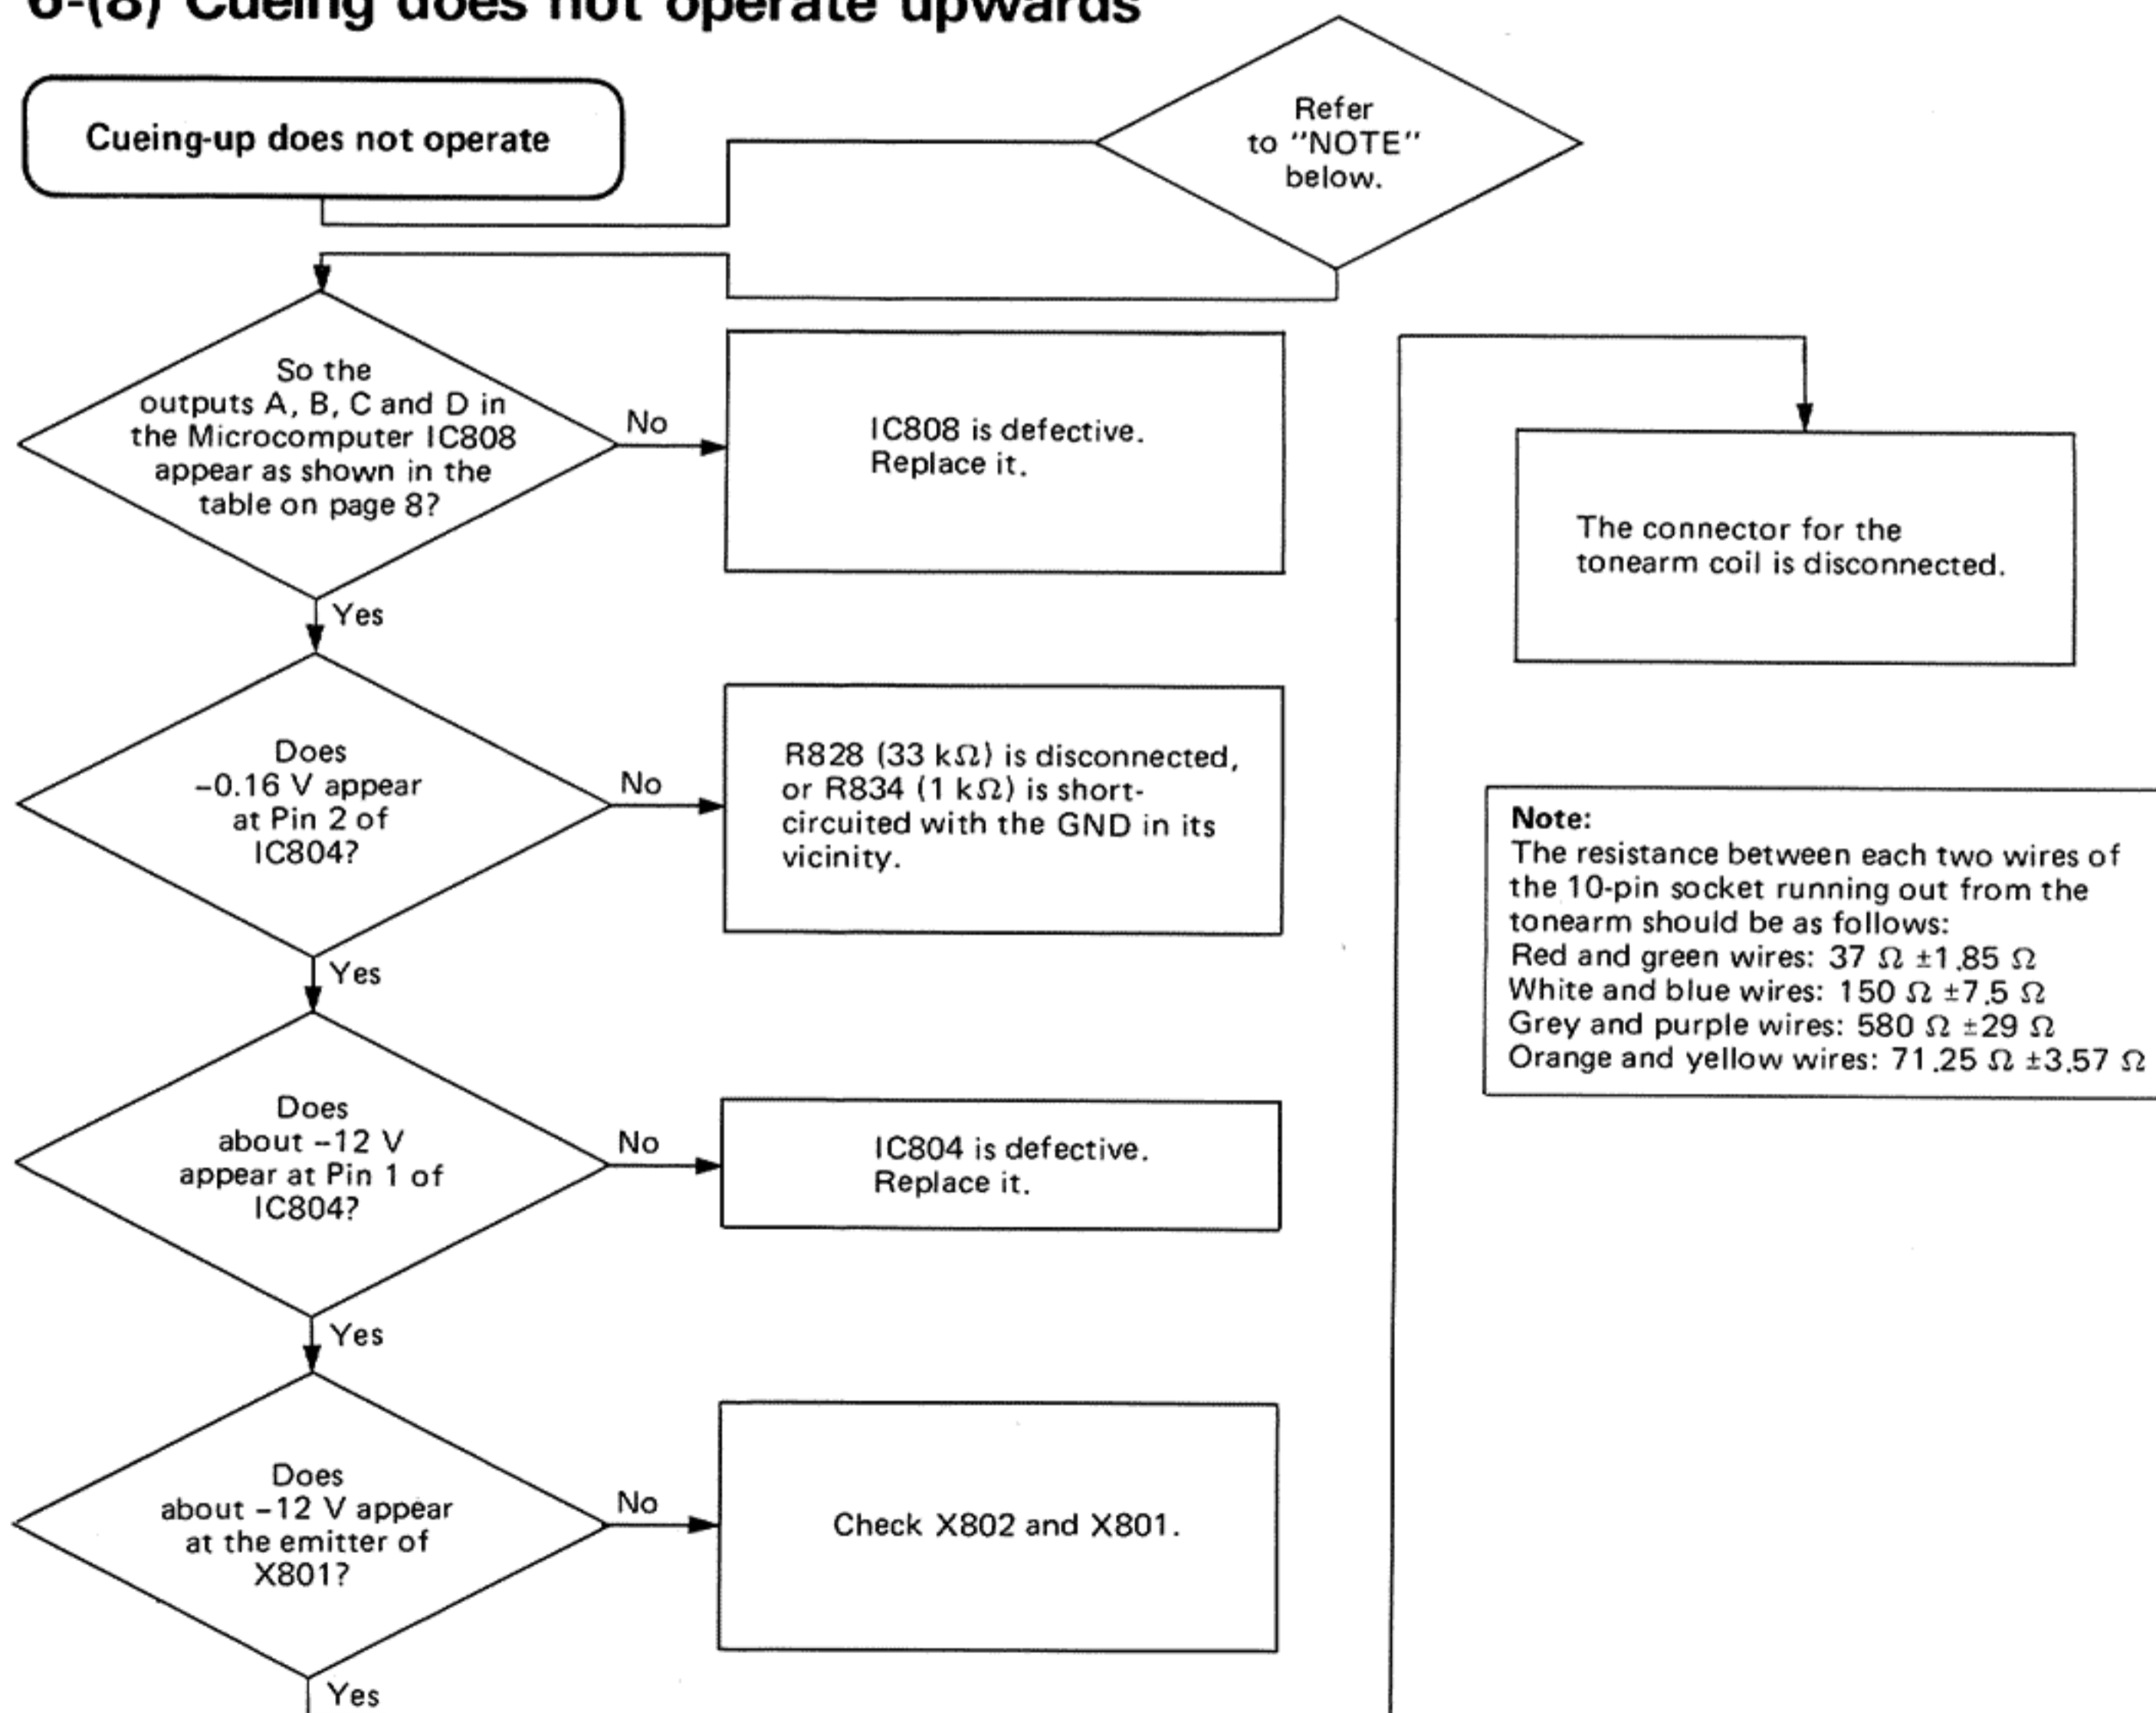 6-(8) Cueing does not operate upwards
Cueing-up does not operate
Refer
to "NOTE"
below.
So the
outputs A, B, C and D in
the Microcomputer IC808
appear as shown in the
table on page 8?
No
IC808 is defective.
Replace it.
Yes
The connector for the
tonearm coil is disconnected.
Does
-0.16 V appear
at Pin 2 of
IC804?
No
R828 (33 kΩ) is disconnected,
or R834 (1 kΩ) is short-
circuited with the GND in its
vicinity.
Yes
Note:
The resistance between each two wires of
the 10-pin socket running out from the
tonearm should be as follows:
Red and green wires: 37 Ω ±1.85 Ω
White and blue wires: 150 Ω ±7.5 Ω
Grey and purple wires: 580 Ω ±29 Ω
Orange and yellow wires: 71.25 Ω ±3.57 Ω
Does
about -12 V
appear at Pin 1 of
IC804?
No
IC804 is defective.
Replace it.
Yes
Does
about -12 V appear
at the emitter of
X801?
No
Check X802 and X801.
Yes